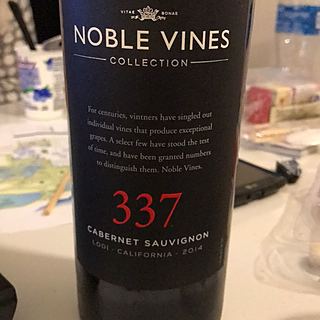 VITAE BONAE
NOBLE VINES
COLLECTION
For centuries, vintners have singled out
individual vines that produce exceptional
grapes. A select few have stood the test
of time, and have been granted numbers
to distinguish them. Noble Vines.
337
CABERNET SAUVIGNON
LODI · CALIFORNIA · 2014